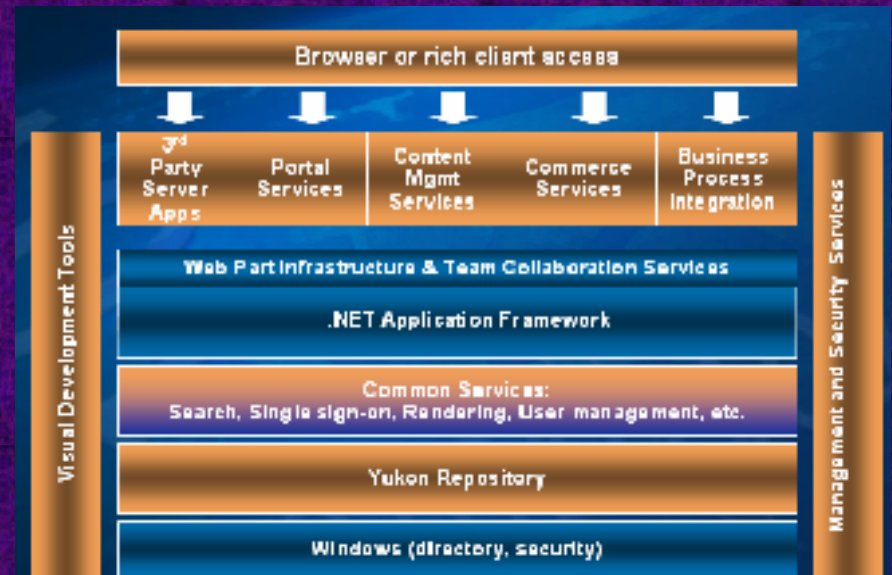 Browser or rich client access
3rd
Party
Server
Apps
Portal
Services
Content
Mgmt
Services
Commerce
Services
Business
Process
Integration
Visual Development Tools
Management and Security Services
Web Part Infrastructure & Team Collaboration Services
.NET Application Framework
Common Services:
Search, Single sign-on, Rendering, User management, etc.
Yukon Repository
Windows (directory, security)